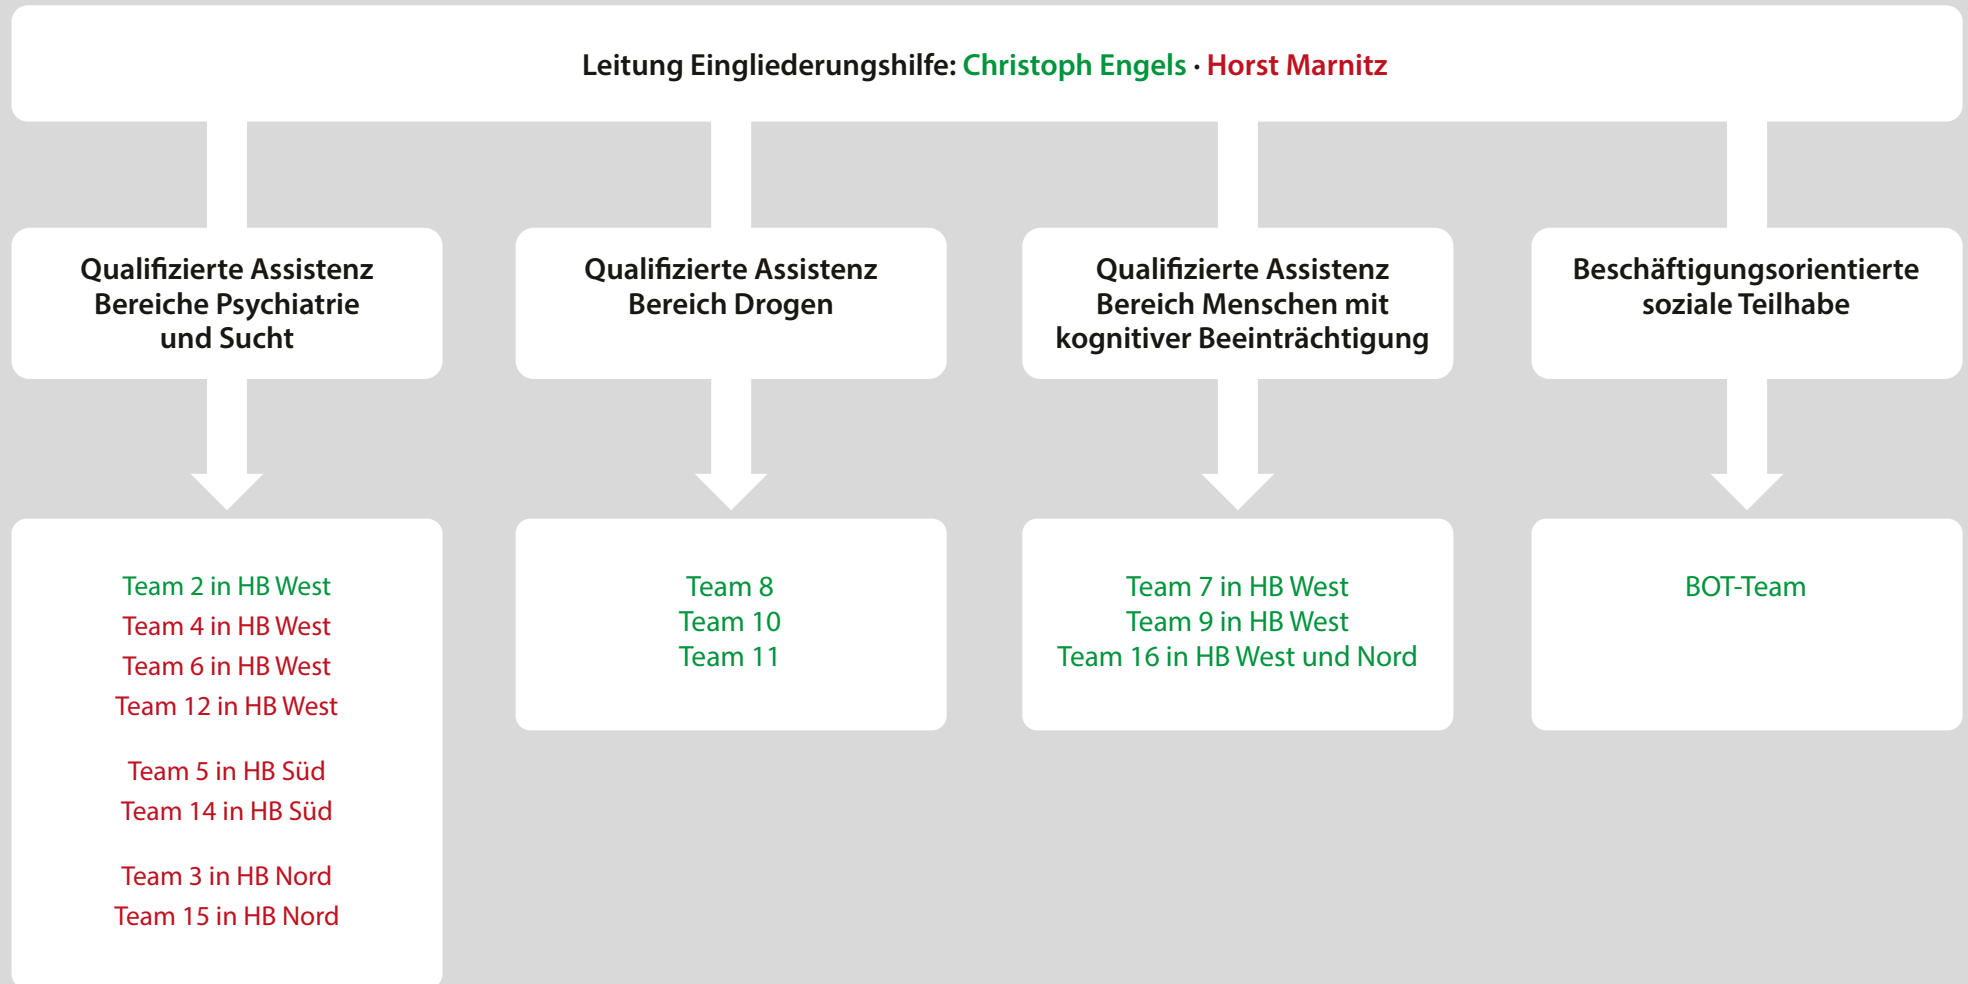 Leitung Eingliederungshilfe: Christoph Engels · Horst Marnitz
Qualifizierte Assistenz
Bereiche Psychiatrie
und Sucht
Qualifizierte Assistenz
Bereich Drogen
Qualifizierte Assistenz
Bereich Menschen mit
kognitiver Beeinträchtigung
Beschäftigungsorientierte
soziale Teilhabe
Team 2 in HB West
Team 4 in HB West
Team 6 in HB West
Team 12 in HB West
Team 5 in HB Süd
Team 14 in HB Süd
Team 3 in HB Nord
Team 15 in HB Nord
Team 8
Team 10
Team 11
Team 7 in HB West
Team 9 in HB West
Team 16 in HB West und Nord
BOT-Team